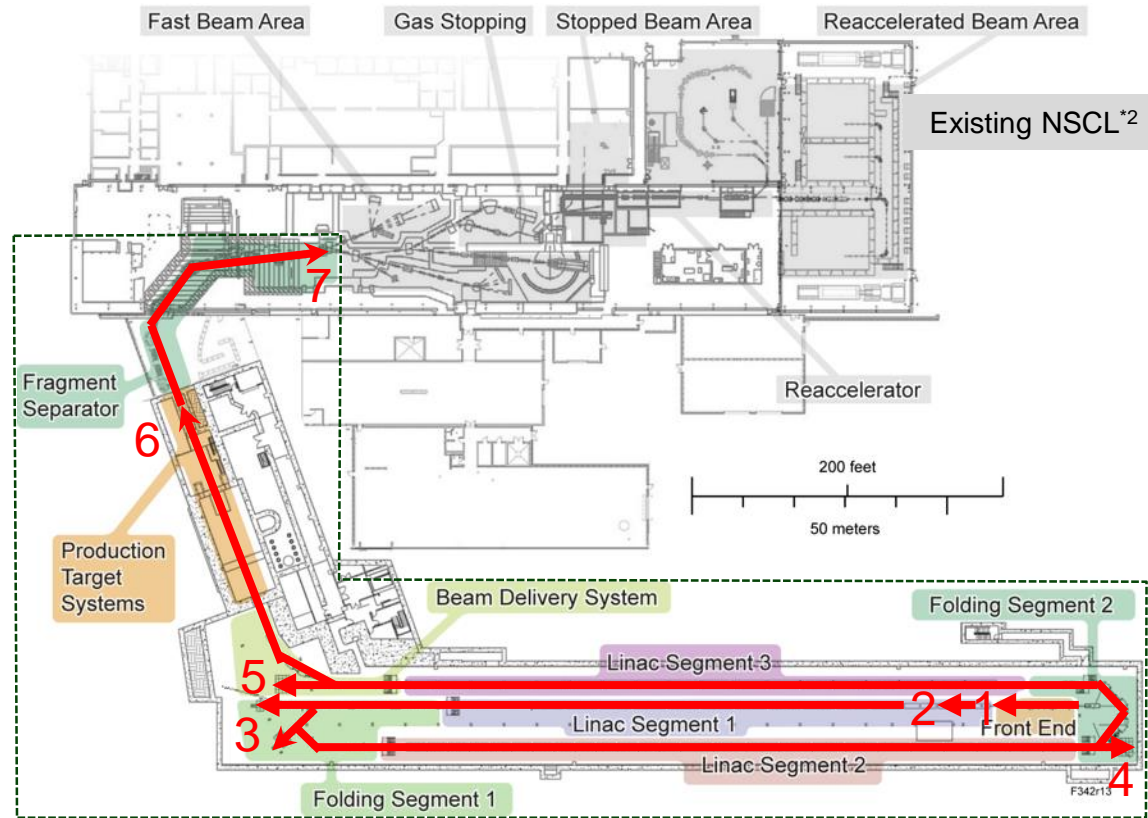 Fast Beam Area
Gas Stopping
Stopped Beam Area
Reaccelerated Beam Area
Existing NSCL*2
7
Fragment
Separator
Reaccelerator
6
200 feet
50 meters
Production
Target
Systems
Beam Delivery System
Folding Segment 2
Linac Segment 3
5
2
1
3
Linac Segment 1
Front End
Linac Segment 2
4
Folding Segment 1
F342r13